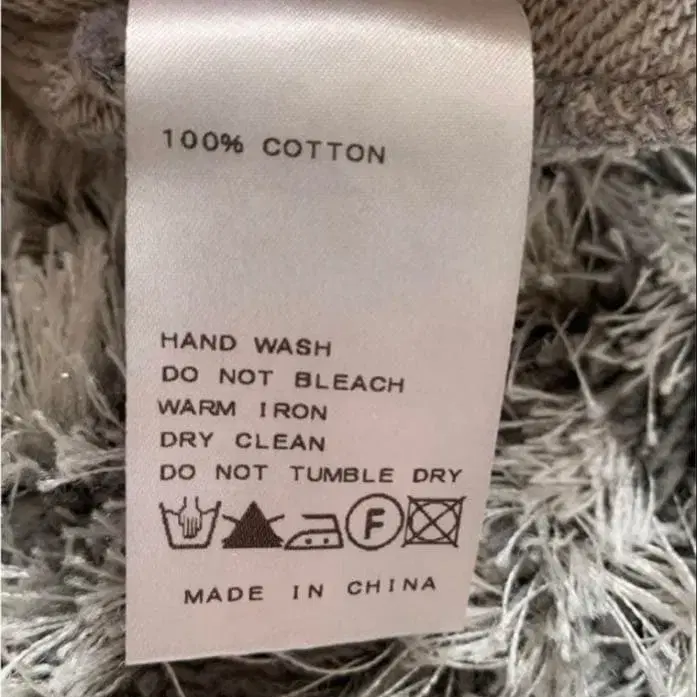 100% COTTON
HAND WASH
DO NOT BLEACH
WARM IRON
DRY CLEAN
DO NOT TUMBLE DRY
F
MADE IN CHINA